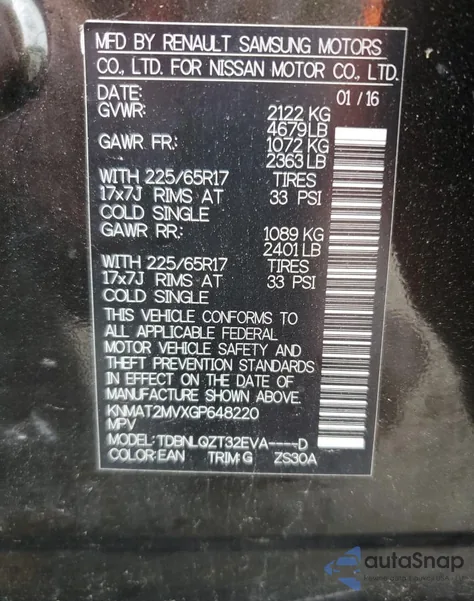 MFD BY RENAULT SAMSUNG MOTORS
CO., LTD. FOR NISSAN MOTOR CO., LTD.
DATE: 01 / 16
GVWR: 2122 KG
4679 LB
GAWR FR: 1072 KG
2363 LB
WITH 225/65R17 TIRES
17x7J RIMS AT 33 PSI
COLD SINGLE
GAWR RR: 1089 KG
2401 LB
WITH 225/65R17 TIRES
17x7J RIMS AT 33 PSI
COLD SINGLE
THIS VEHICLE CONFORMS TO
ALL APPLICABLE FEDERAL
MOTOR VEHICLE SAFETY AND
THEFT PREVENTION STANDARDS
IN EFFECT ON THE DATE OF
MANUFACTURE SHOWN ABOVE.
KNMAT2MVXGP648220
MPV
MODEL: TDBNLQZT32EVA----D
COLOR: EAN TRIM: G ZS30A
autaSnap